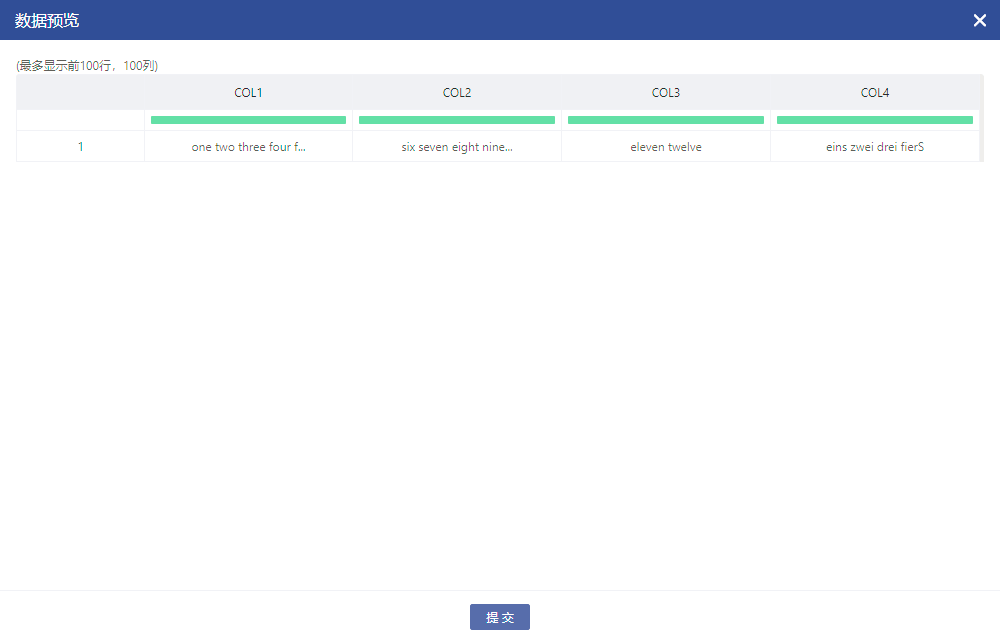 数据预览
(最多显示前100行，100列)
COL1 COL2 COL3 COL4
1 one two three four f... six seven eight nine... eleven twelve eins zwei drei fierS
提交